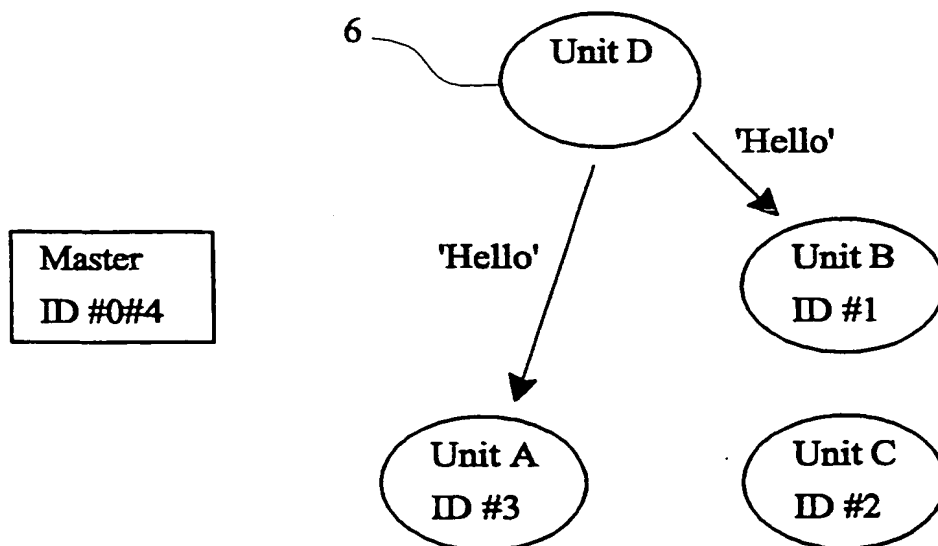 6
Unit D
'Hello'
'Hello'
Master
ID #0#4
Unit B
ID #1
Unit A
ID #3
Unit C
ID #2